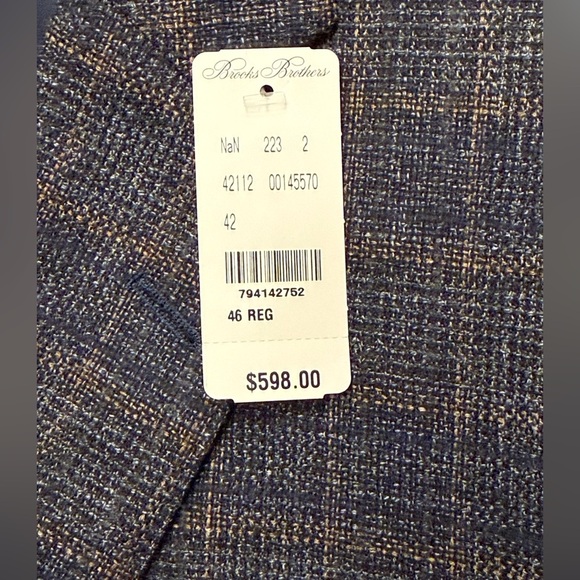 Brooks Brothers
NaN 223 2
42112 00145570
42
794142752
46 REG
$598.00